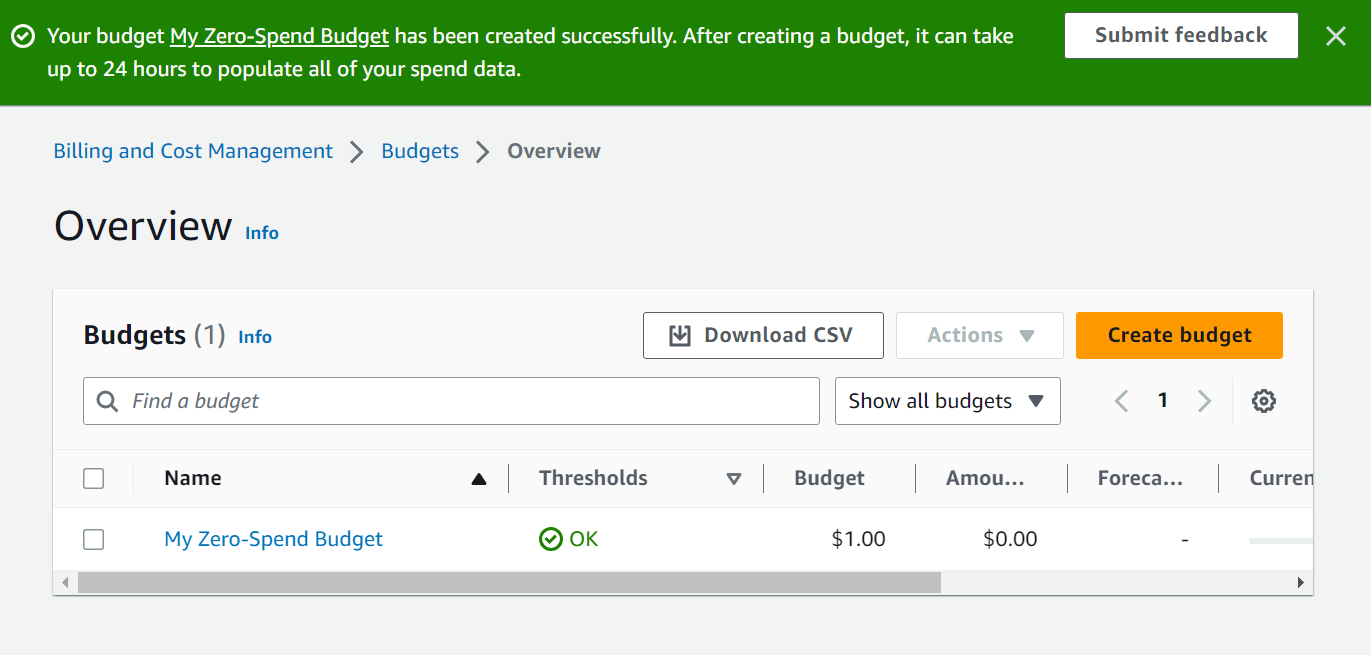 Your budget My Zero-Spend Budget has been created successfully. After creating a budget, it can take
up to 24 hours to populate all of your spend data.
Submit feedback
Billing and Cost Management
Budgets
Overview
Overview Info
Budgets (1) Info
Download CSV
Actions
Create budget
Find a budget
Show all budgets
1
Name
Thresholds
Budget
Amou...
Foreca...
Curren
My Zero-Spend Budget
OK
$1.00
$0.00
-